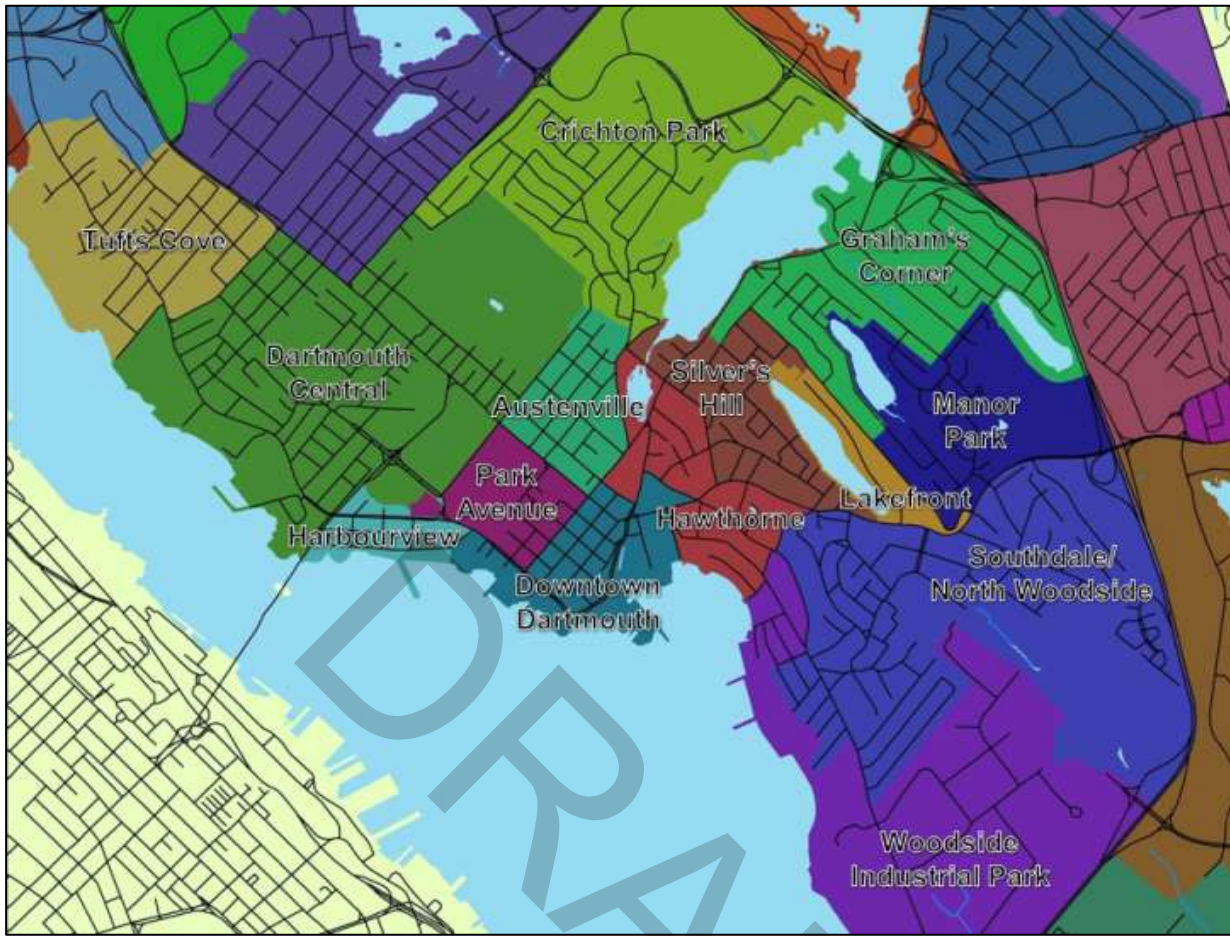 Crichton Park
Tufts Cove
Graham's
Corner
Dartmouth
Central
Silver's
Hill
Austenville
Manor
Park
Park
Avenue
Lakefront
Harbourview
Hawthorne
Southdale/
North Woodside
Downtown
Dartmouth
Woodside
Industrial Park